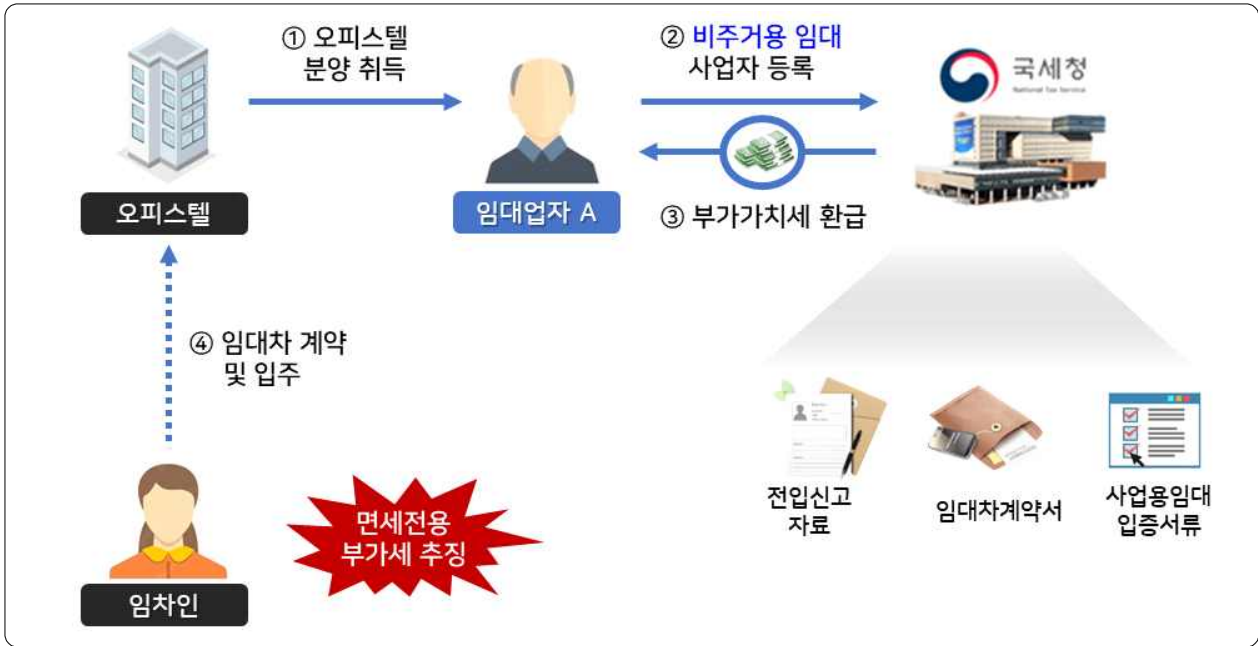 ① 오피스텔
분양 취득
② 비주거용 임대
사업자 등록
국세청
National Tax Service
오피스텔
임대업자 A
③ 부가가치세 환급
④ 임대차 계약
및 입주
면세전용
부가세 추징
임차인
전입신고
자료
임대차계약서
사업용임대
입증서류